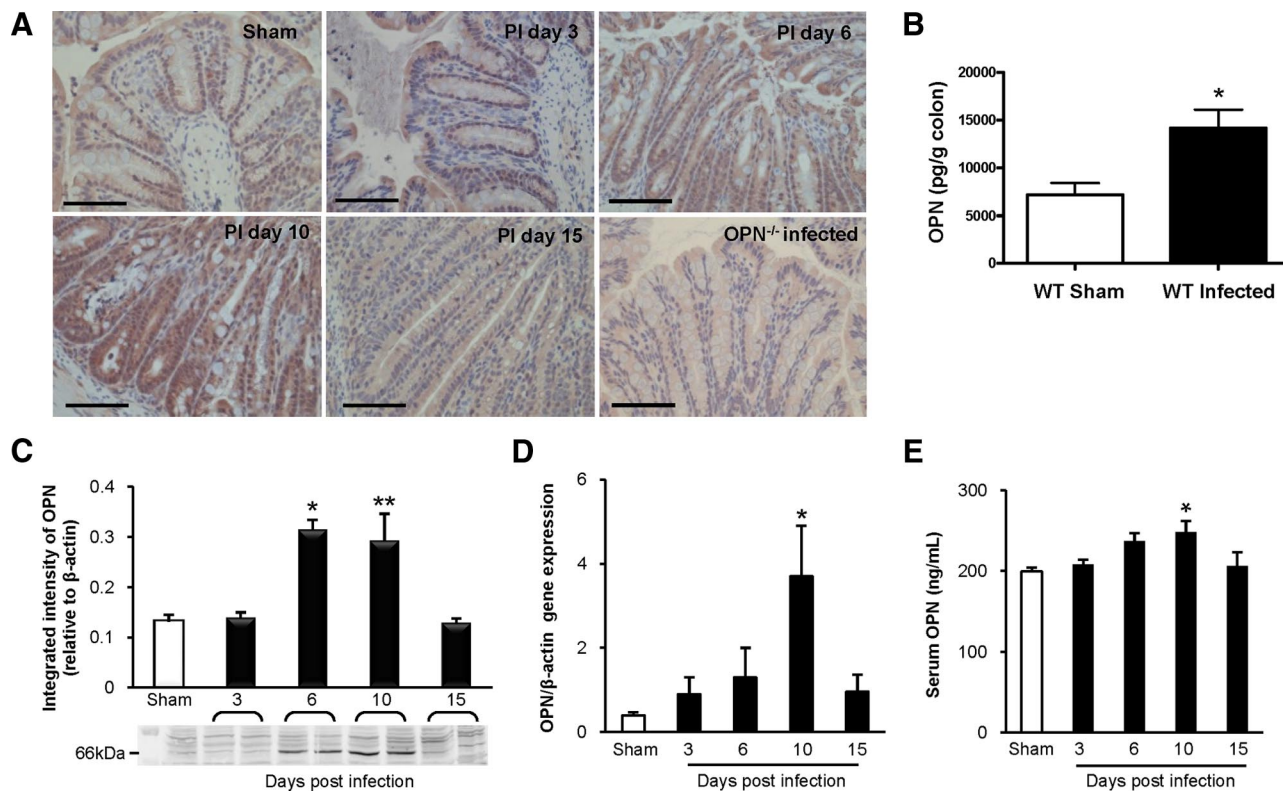 A
Sham
PI day 3
PI day 6
PI day 10
PI day 15
OPN-/- infected
B
OPN (pg/g colon)
20000
15000
10000
5000
0
*
WT Sham
WT Infected
C
Integrated intensity of OPN
(relative to β-actin)
0.4
0.3
0.2
0.1
0
*
**
Sham
3
6
10
15
66kDa
Days post infection
D
OPN/β-actin gene expression
6
4
2
0
*
Sham
3
6
10
15
Days post infection
E
Serum OPN (ng/mL)
300
200
100
0
*
Sham
3
6
10
15
Days post infection